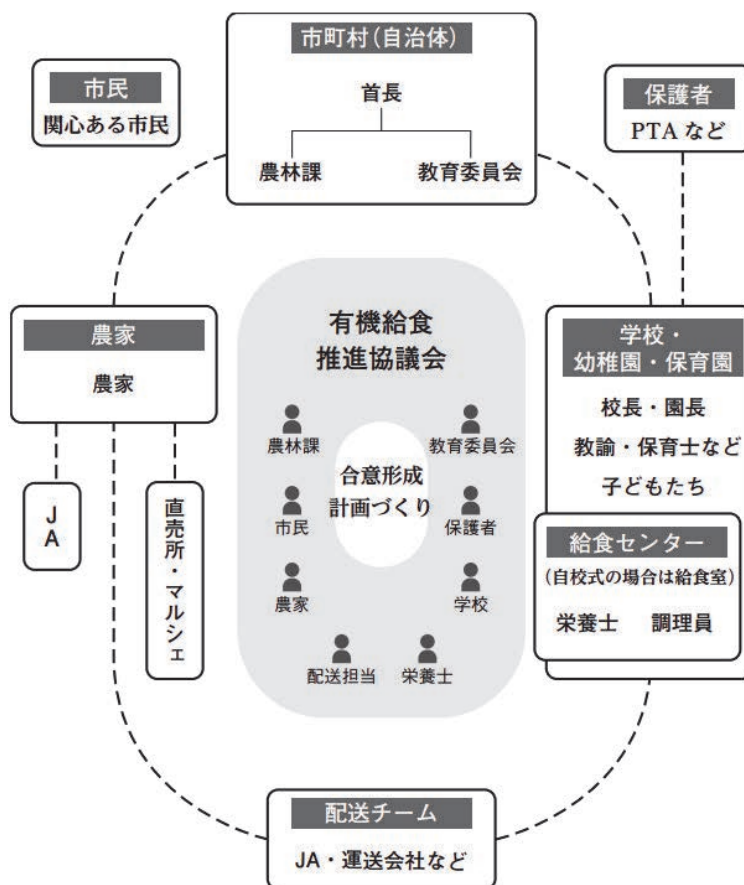 市町村（自治体）
首長
農林課
教育委員会
市民
関心ある市民
保護者
PTA など
農家
農家
JA
直売所・マルシェ
有機給食
推進協議会
農林課
教育委員会
合意形成
計画づくり
市民
保護者
農家
学校
配送担当
栄養士
学校・
幼稚園・保育園
校長・園長
教諭・保育士など
子どもたち
給食センター
（自校式の場合は給食室）
栄養士
調理員
配送チーム
JA・運送会社など